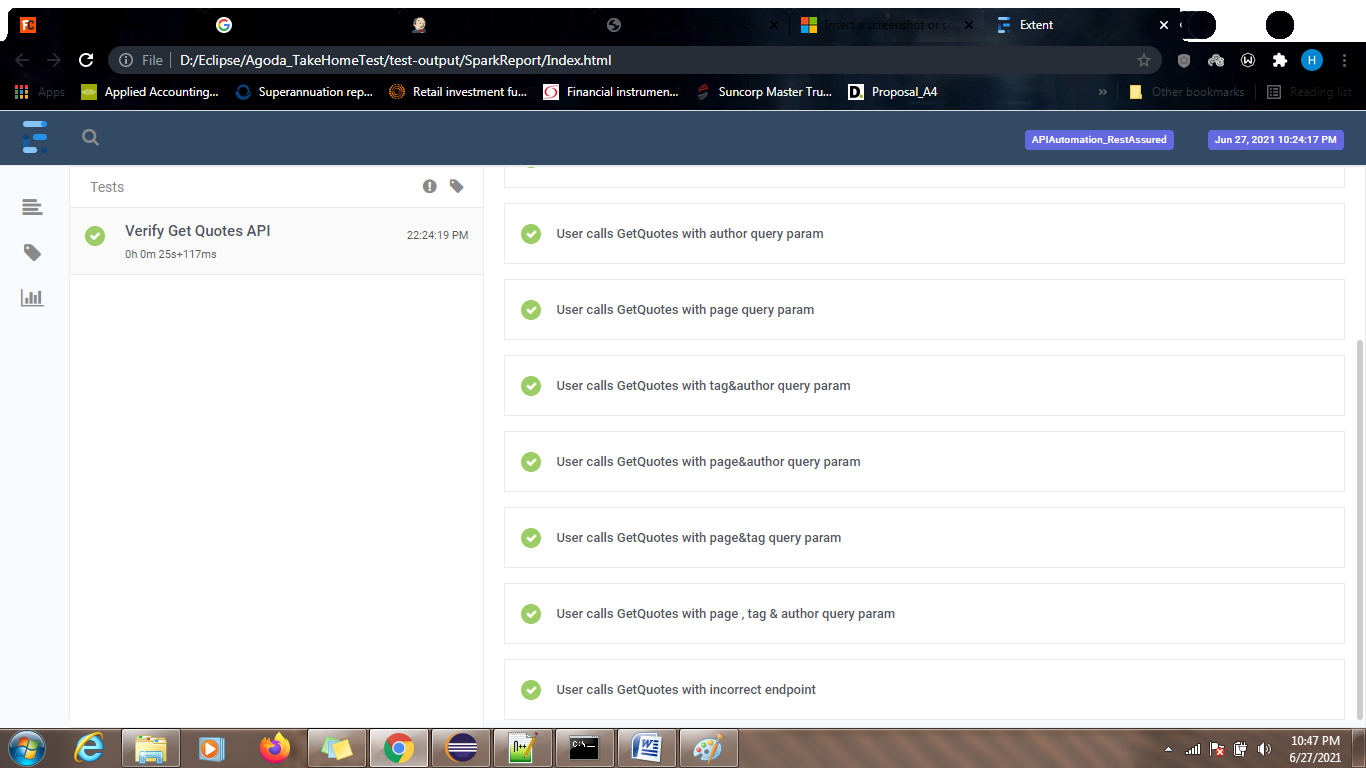 Insert a screenshot or sc
Extent
File
D:/Eclipse/Agoda_TakeHomeTest/test-output/SparkReport/Index.html
H
Apps
Applied Accounting...
Superannuation rep...
Retail investment fu...
Financial instrumen...
Suncorp Master Tru...
Proposal_A4
»
Other bookmarks
Reading list
APIAutomation_RestAssured
Jun 27, 2021 10:24:17 PM
Tests
Verify Get Quotes API
22:24:19 PM
0h 0m 25s+117ms
User calls GetQuotes with author query param
User calls GetQuotes with page query param
User calls GetQuotes with tag&author query param
User calls GetQuotes with page&author query param
User calls GetQuotes with page&tag query param
User calls GetQuotes with page , tag & author query param
User calls GetQuotes with incorrect endpoint
10:47 PM
6/27/2021